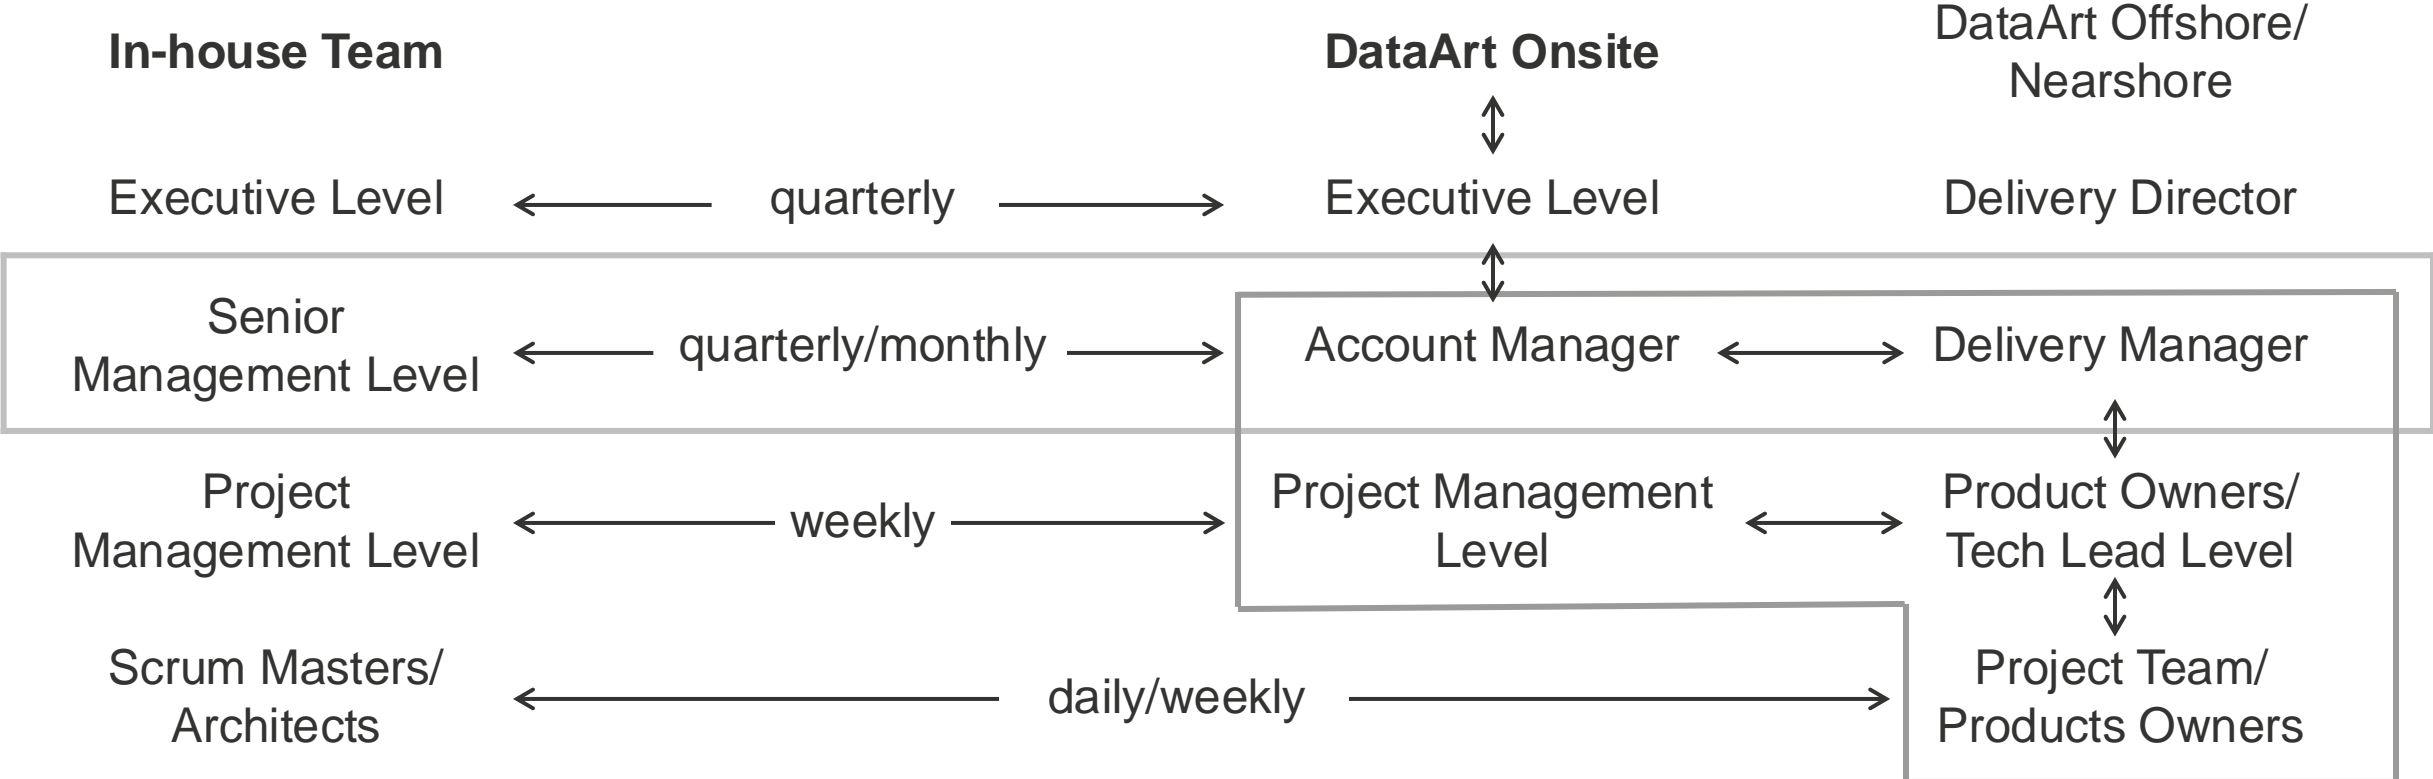 In-house Team
DataArt Onsite
DataArt Offshore/
Nearshore
Executive Level
quarterly
Executive Level
Delivery Director
Senior
Management Level
quarterly/monthly
Account Manager
Delivery Manager
Project
Management Level
weekly
Project Management
Level
Product Owners/
Tech Lead Level
Scrum Masters/
Architects
daily/weekly
Project Team/
Products Owners